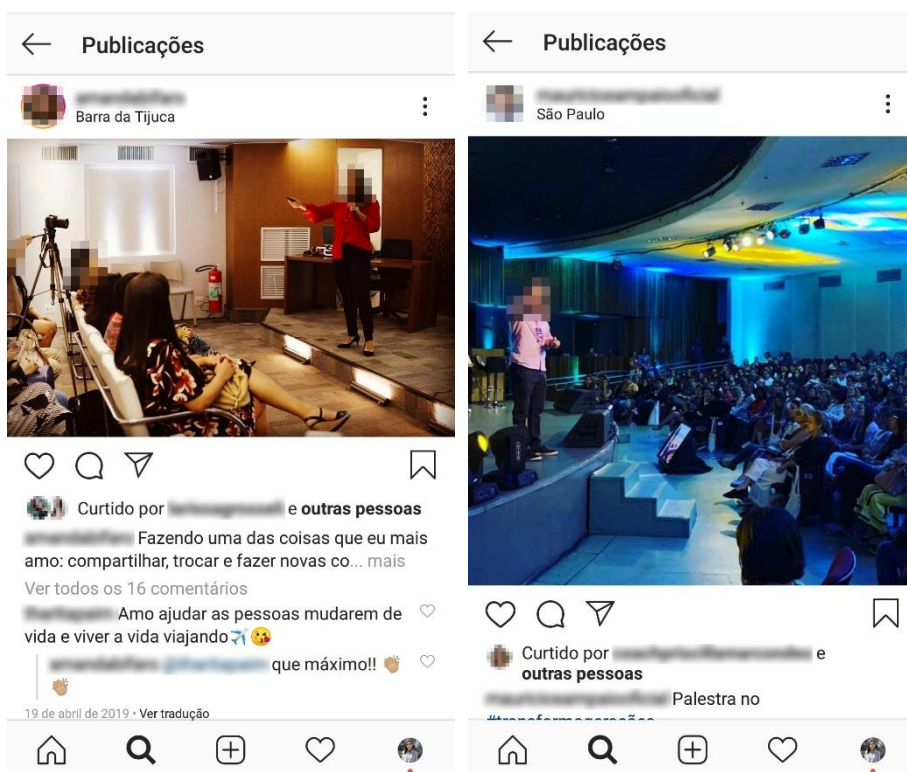 Publicações
Barra da Tijuca
Curtido por e outras pessoas
Fazendo uma das coisas que eu mais
amo: compartilhar, trocar e fazer novas co... mais
Ver todos os 16 comentários
Amo ajudar as pessoas mudarem de
vida e viver a vida viajando✈️😘
que máximo!! 👏🏼
👏🏼
19 de abril de 2019 • Ver tradução
Publicações
São Paulo
Curtido por e
outras pessoas
Palestra no
#transformagerações